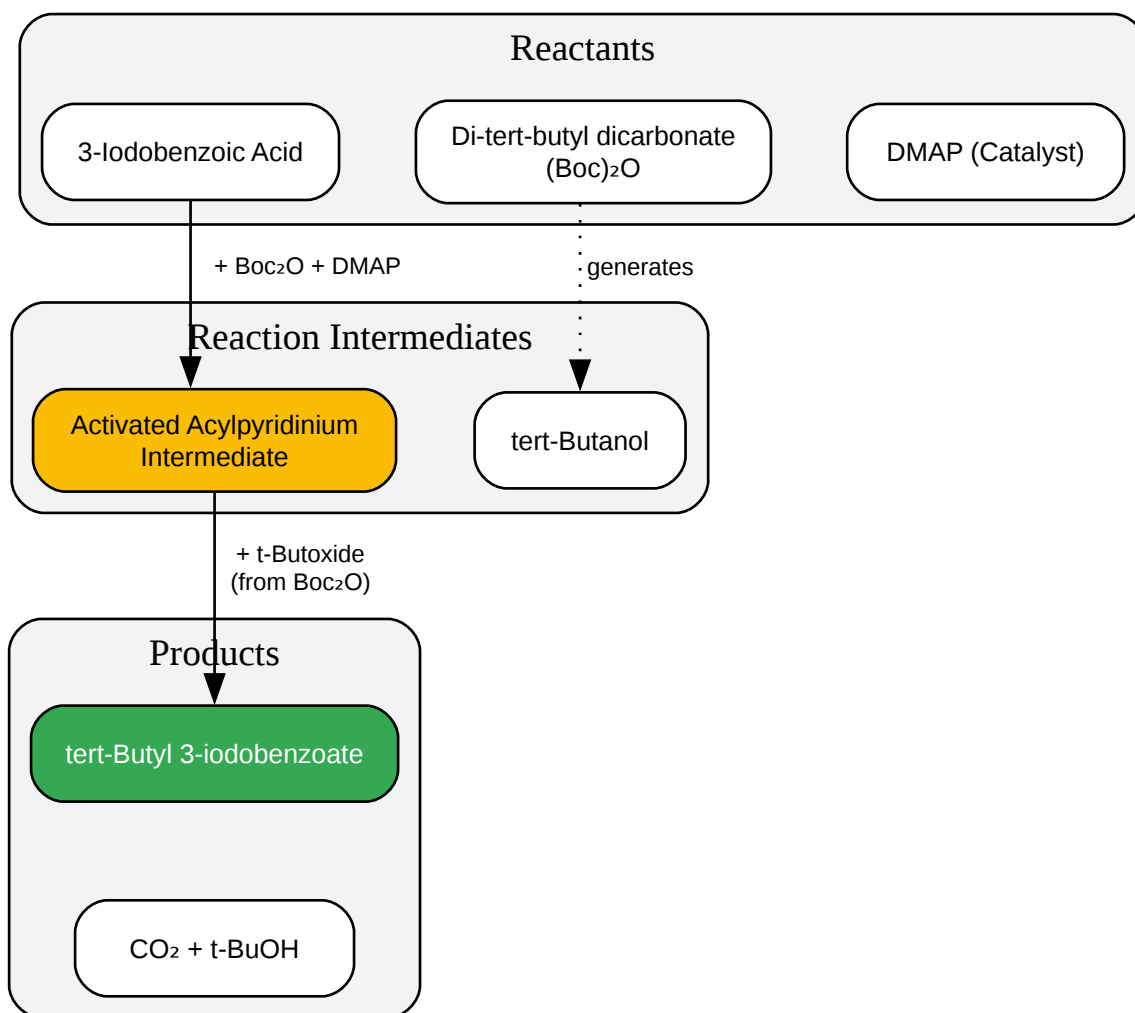 Reactants
3-Iodobenzoic Acid
Di-tert-butyl dicarbonate
(Boc)₂O
DMAP (Catalyst)
+ Boc₂O + DMAP
generates
Reaction Intermediates
Activated Acylpyridinium
Intermediate
tert-Butanol
+ t-Butoxide
(from Boc₂O)
Products
tert-Butyl 3-iodobenzoate
CO₂ + t-BuOH